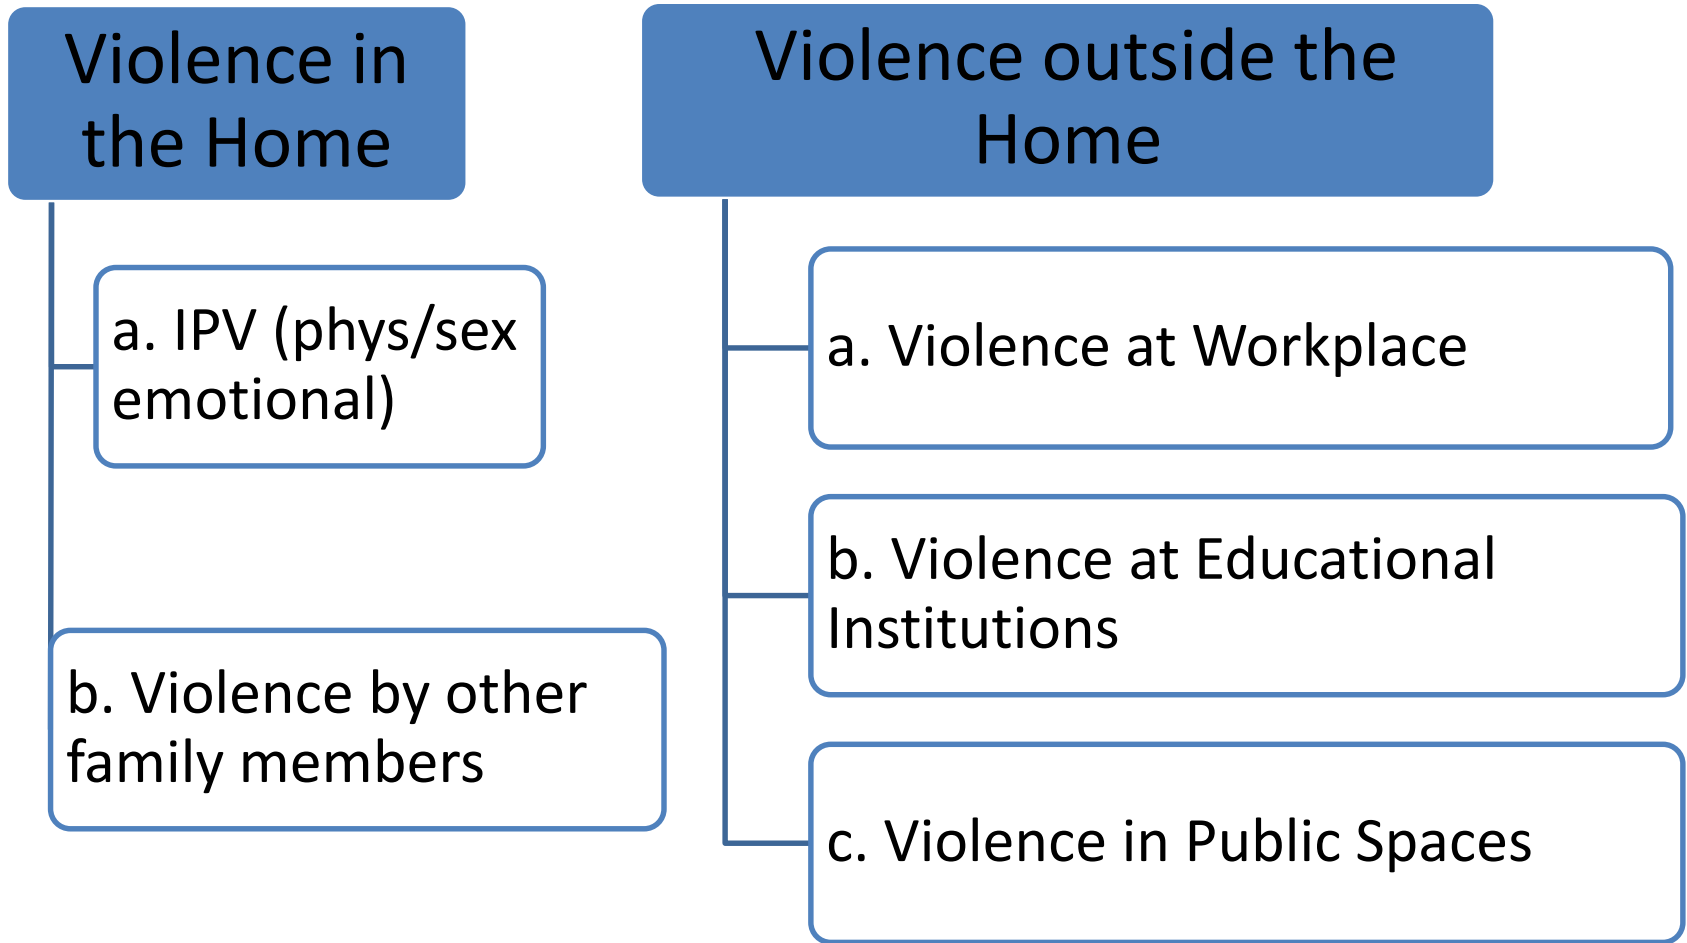 Violence in
the Home
a. IPV (phys/sex
emotional)
b. Violence by other
family members
Violence outside the
Home
a. Violence at Workplace
b. Violence at Educational
Institutions
c. Violence in Public Spaces